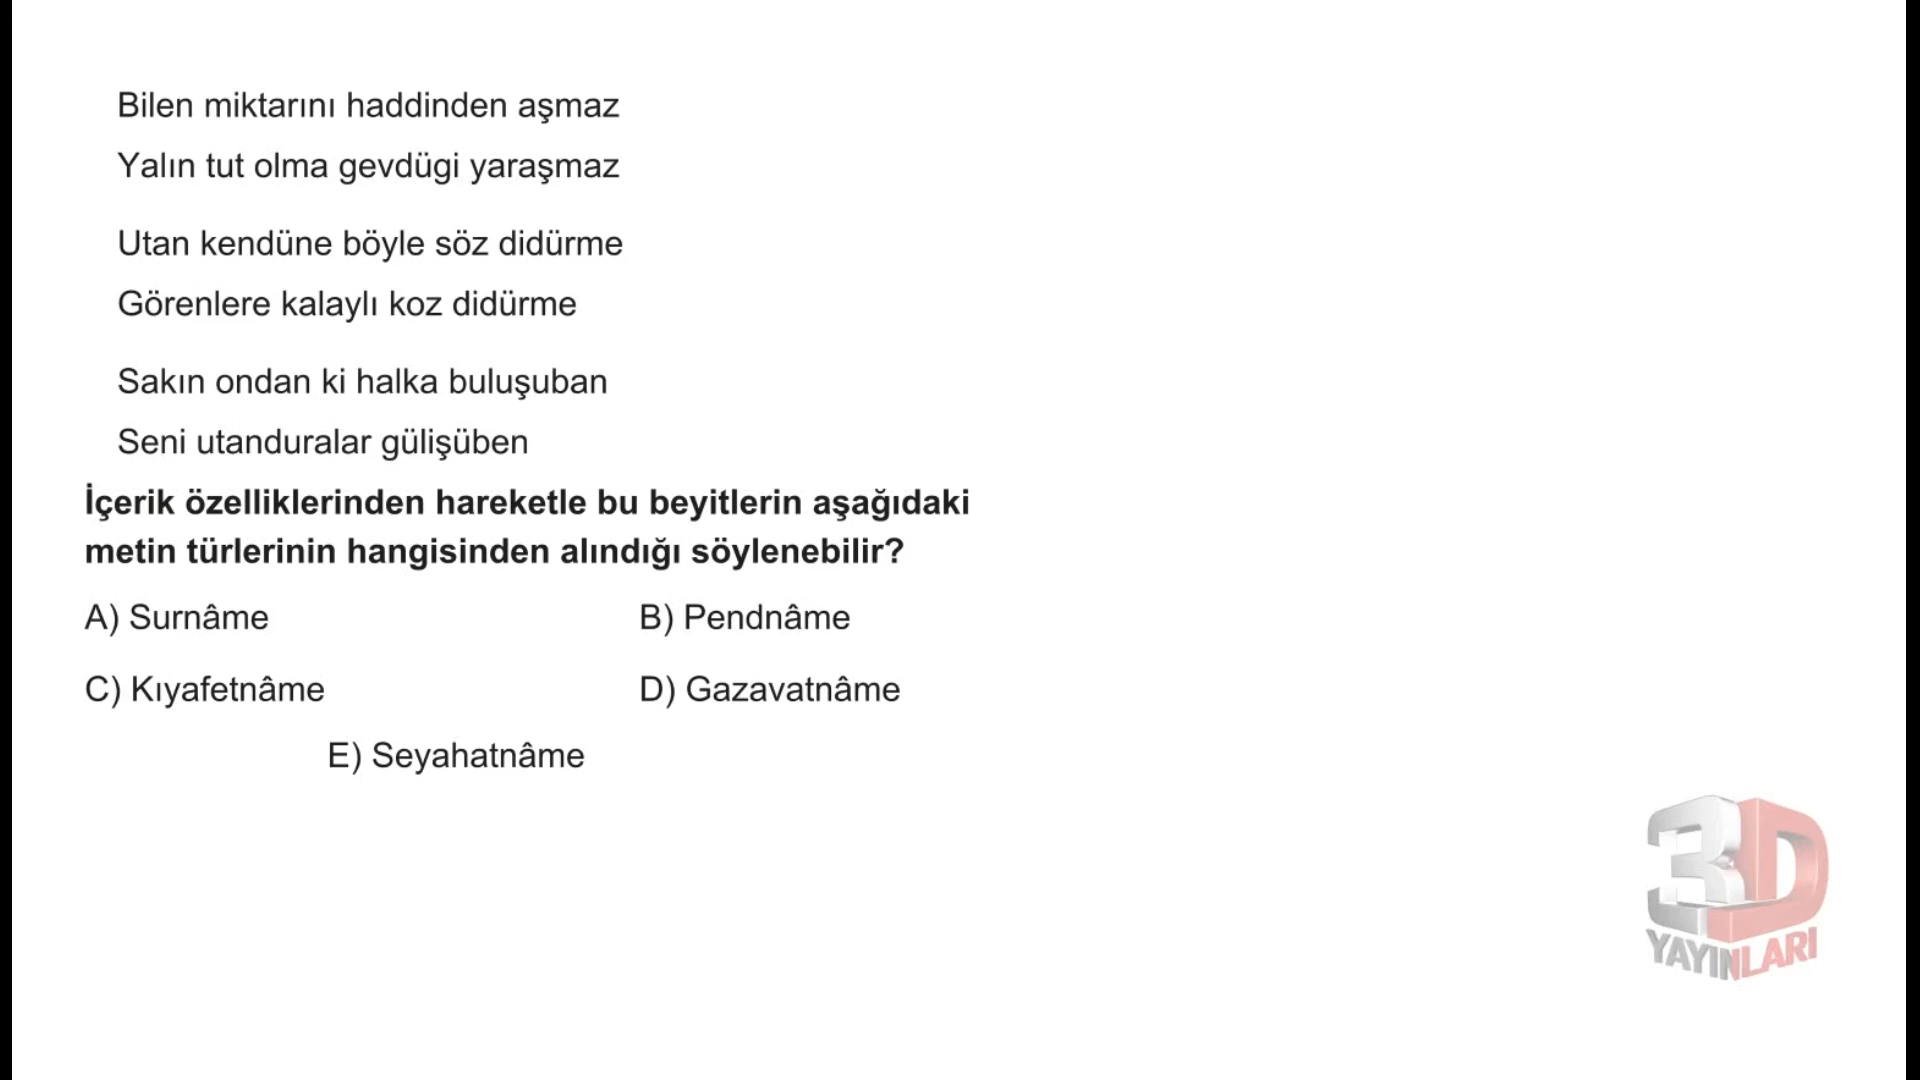 Bilen miktarını haddinden aşmaz
Yalın tut olma gevdügi yaraşmaz
Utan kendüne böyle söz didürme
Görenlere kalaylı koz didürme
Sakın ondan ki halka buluşuban
Seni utanduralar gülişüben
İçerik özelliklerinden hareketle bu beyitlerin aşağıdaki
metin türlerinin hangisinden alındığı söylenebilir?
A) Surnâme
B) Pendnâme
C) Kıyafetnâme
D) Gazavatnâme
E) Seyahatnâme
3D
YAYINLARI